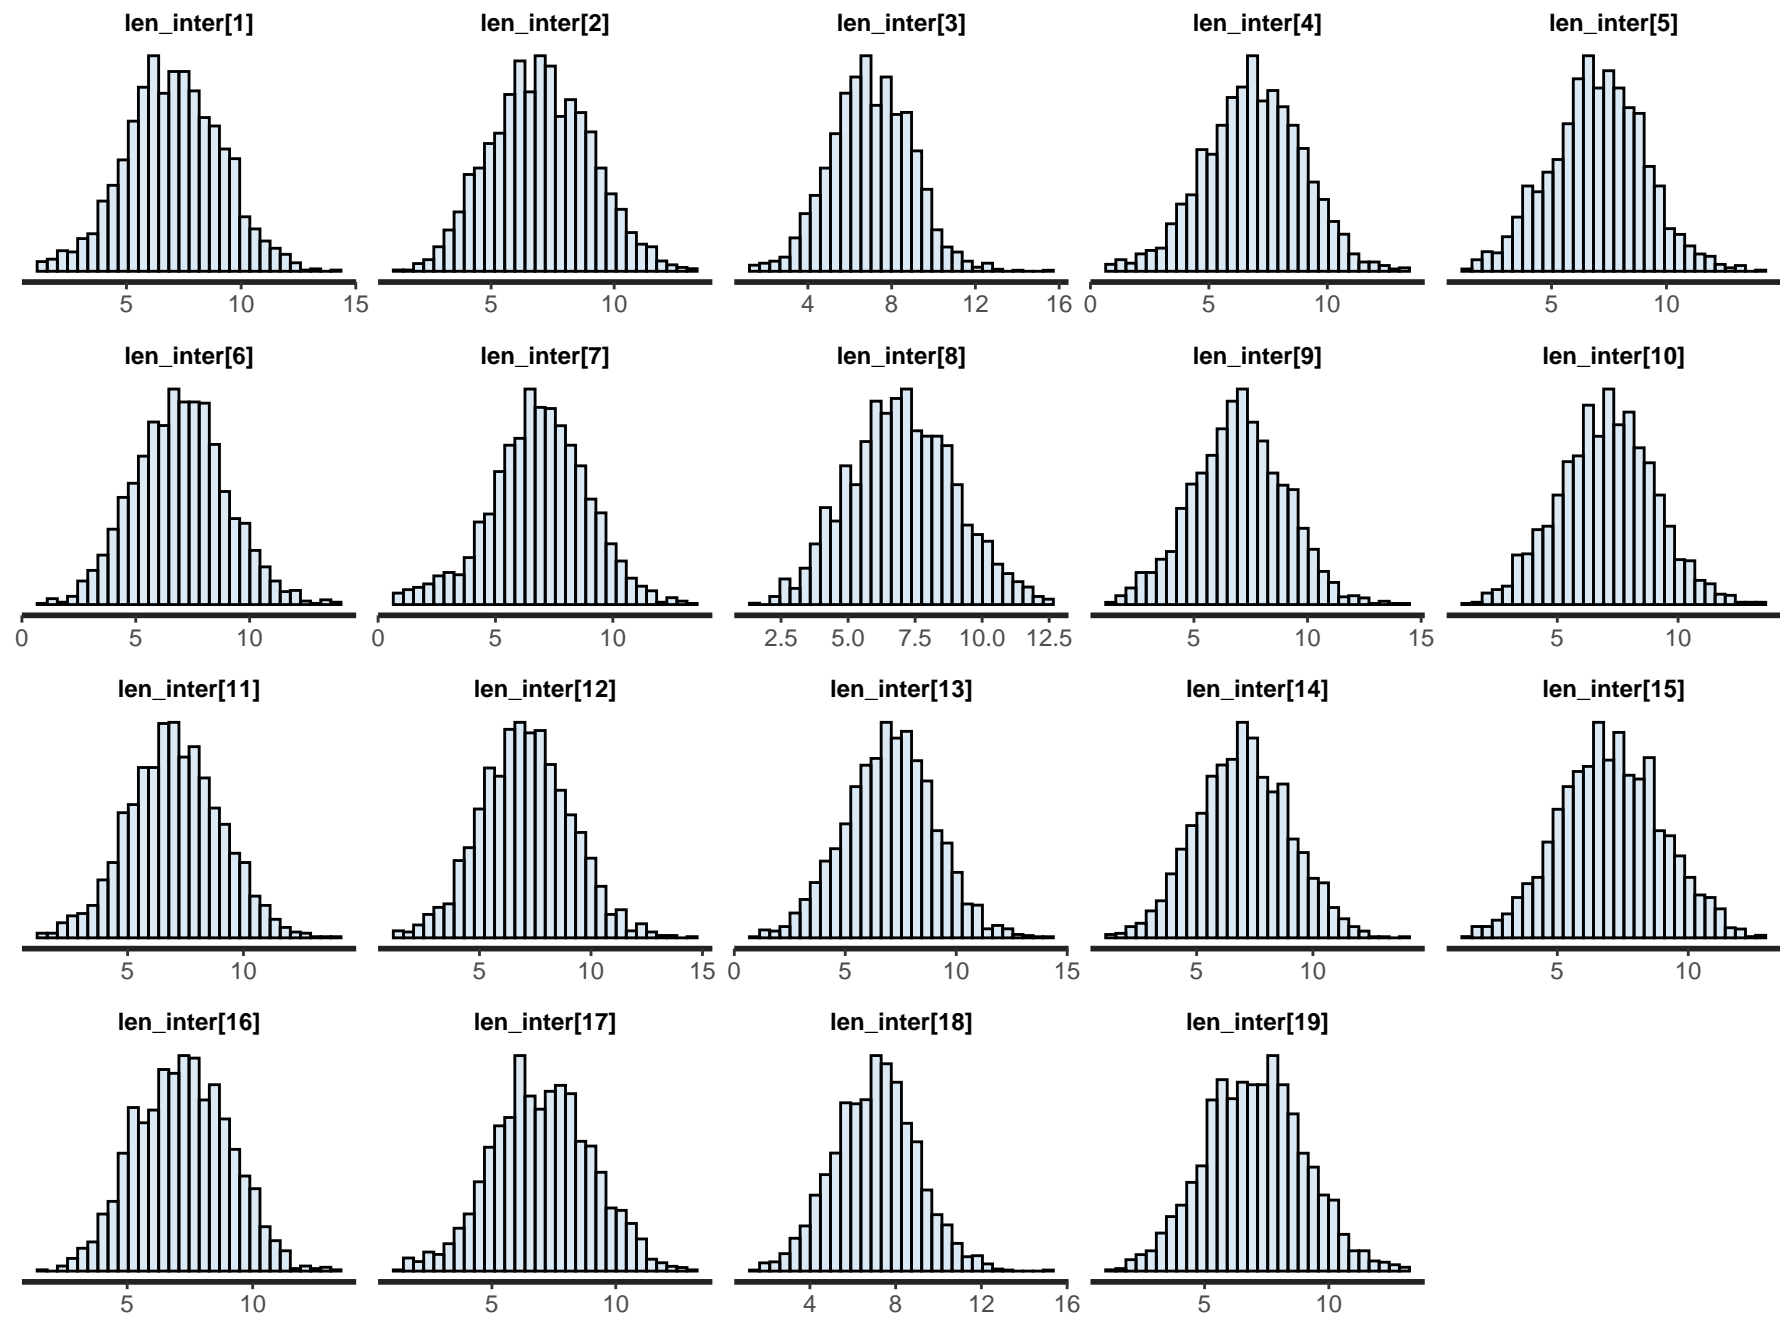 len_inter[1] len_inter[2] len_inter[3] len_inter[4] len_inter[5]
5 10 15 5 10 4 8 12 16 0 5 10 5 10
len_inter[6] len_inter[7] len_inter[8] len_inter[9] len_inter[10]
0 5 10 0 5 10 2.5 5.0 7.5 10.0 12.5 5 10 15 5 10
len_inter[11] len_inter[12] len_inter[13] len_inter[14] len_inter[15]
5 10 5 10 15 0 5 10 15 5 10 5 10
len_inter[16] len_inter[17] len_inter[18] len_inter[19]
5 10 5 10 4 8 12 16 5 10